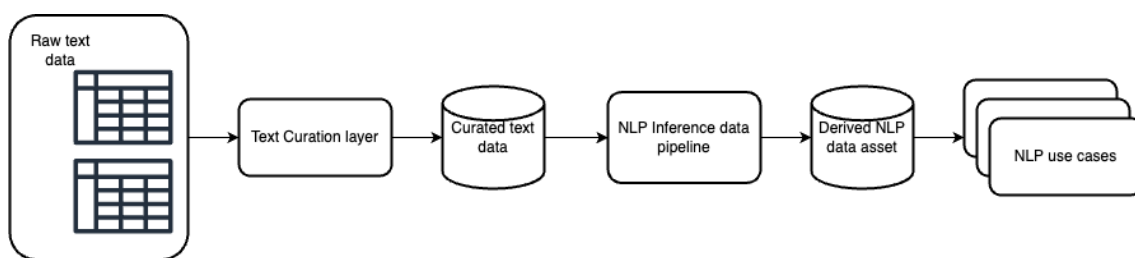 Raw text
data
Text Curation layer
Curated text
data
NLP Inference data
pipeline
Derived NLP
data asset
NLP use cases